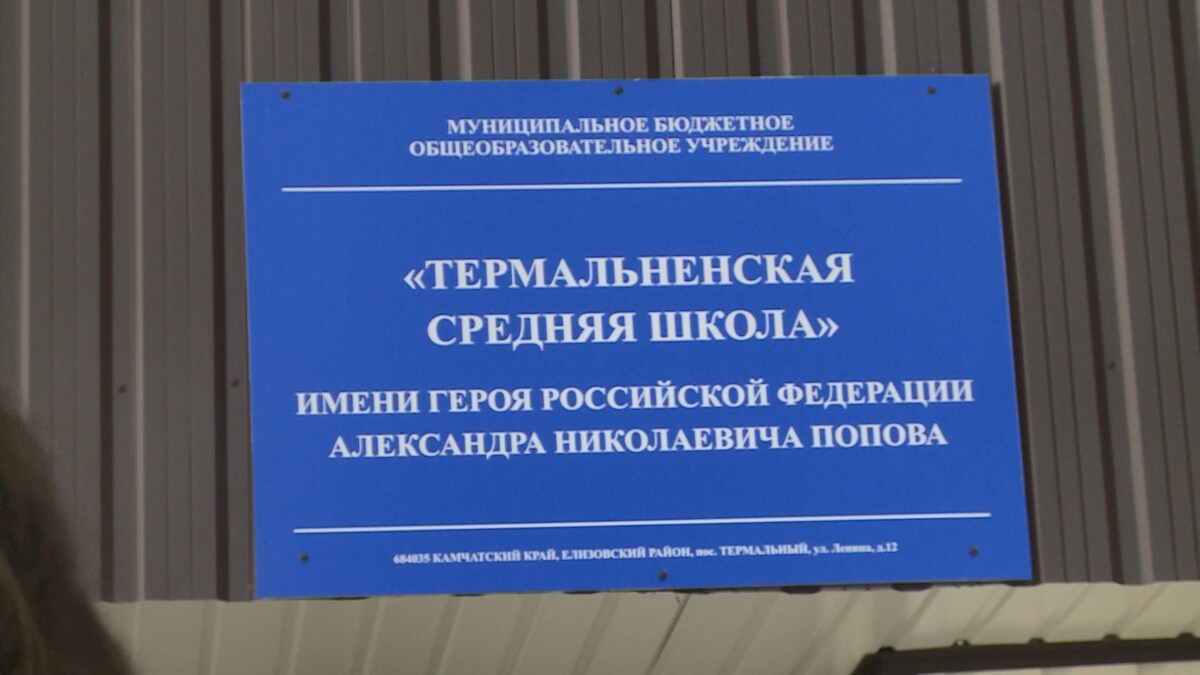 МУНИЦИПАЛЬНОЕ БЮДЖЕТНОЕ
ОБЩЕОБРАЗОВАТЕЛЬНОЕ УЧРЕЖДЕНИЕ
«ТЕРМАЛЬНЕНСКАЯ
СРЕДНЯЯ ШКОЛА»
ИМЕНИ ГЕРОЯ РОССИЙСКОЙ ФЕДЕРАЦИИ
АЛЕКСАНДРА НИКОЛАЕВИЧА ПОПОВА
684035 КАМЧАТСКИЙ КРАЙ, ЕЛИЗОВСКИЙ РАЙОН, пос. ТЕРМАЛЬНЫЙ, ул. Ленина, д.12